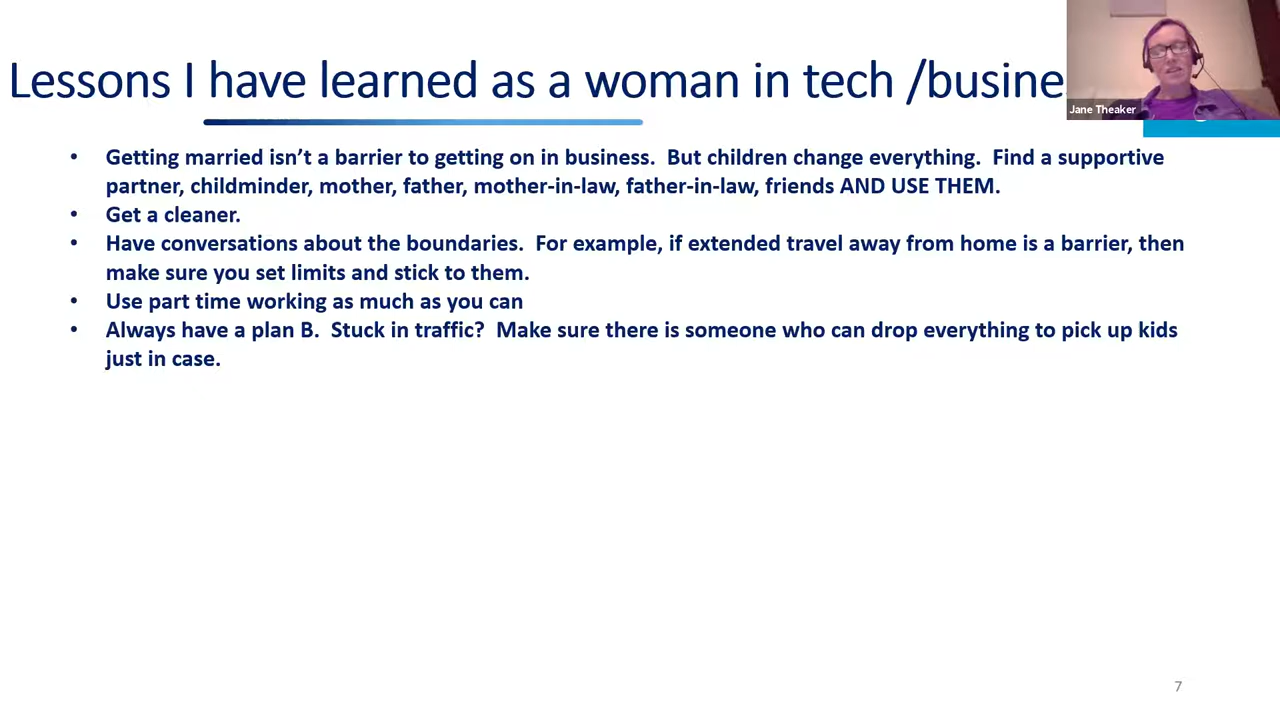 Lessons I have learned as a woman in tech /busine
Jane Theaker
• Getting married isn’t a barrier to getting on in business.  But children change everything.  Find a supportive
partner, childminder, mother, father, mother-in-law, father-in-law, friends AND USE THEM.
• Get a cleaner.
• Have conversations about the boundaries.  For example, if extended travel away from home is a barrier, then
make sure you set limits and stick to them.
• Use part time working as much as you can
• Always have a plan B.  Stuck in traffic?  Make sure there is someone who can drop everything to pick up kids
just in case.
7